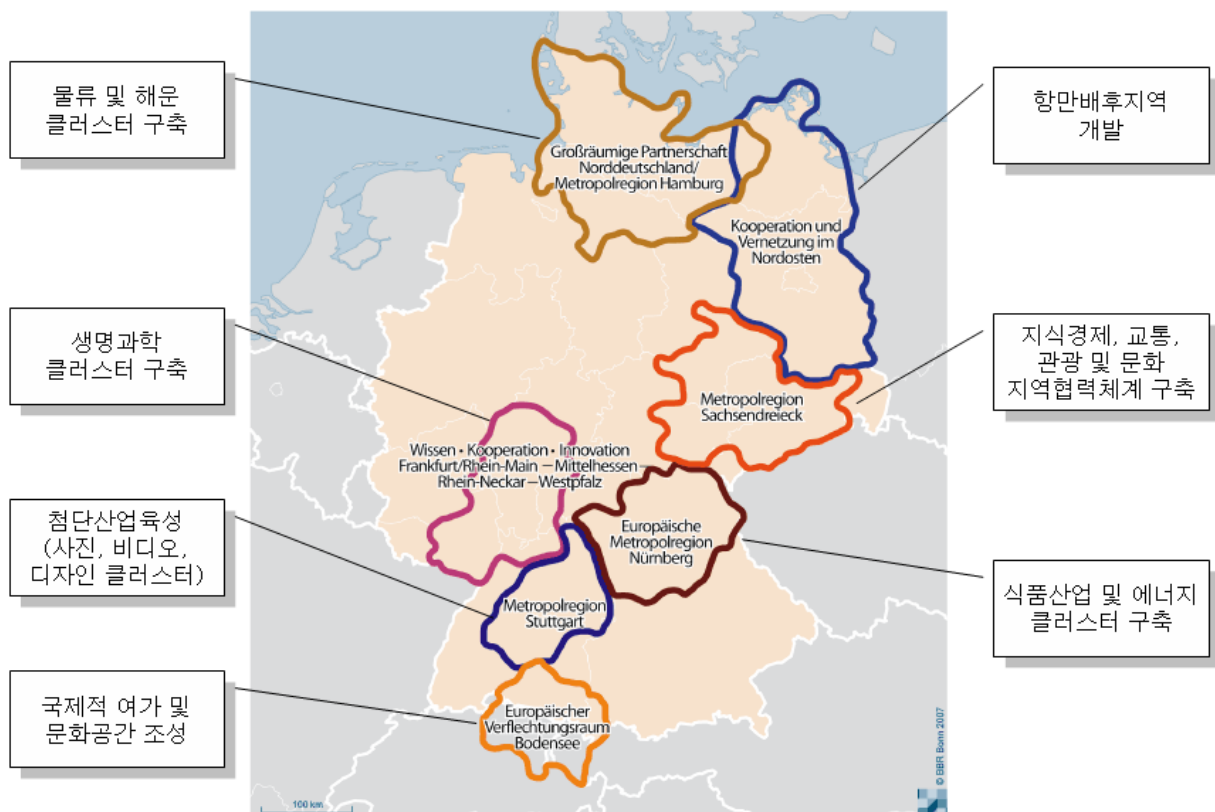 물류 및 해운
클러스터 구축
생명과학
클러스터 구축
첨단산업육성
(사진, 비디오,
디자인 클러스터)
국제적 여가 및
문화공간 조성
Großräumige Partnerschaft
Norddeutschland/
Metropolregion Hamburg
Kooperation und
Vernetzung im
Nordosten
Metropolregion
Sachsendreieck
Wissen • Kooperation • Innovation
Frankfurt/Rhein-Main – Mittelhessen
Rhein-Neckar – Westpfalz
Europäische
Metropolregion
Nürnberg
Metropolregion
Stuttgart
Europäischer
Verflechtungsraum
Bodensee
100 km
© BBR Bonn 2007
항만배후지역
개발
지식경제, 교통,
관광 및 문화
지역협력체계 구축
식품산업 및 에너지
클러스터 구축